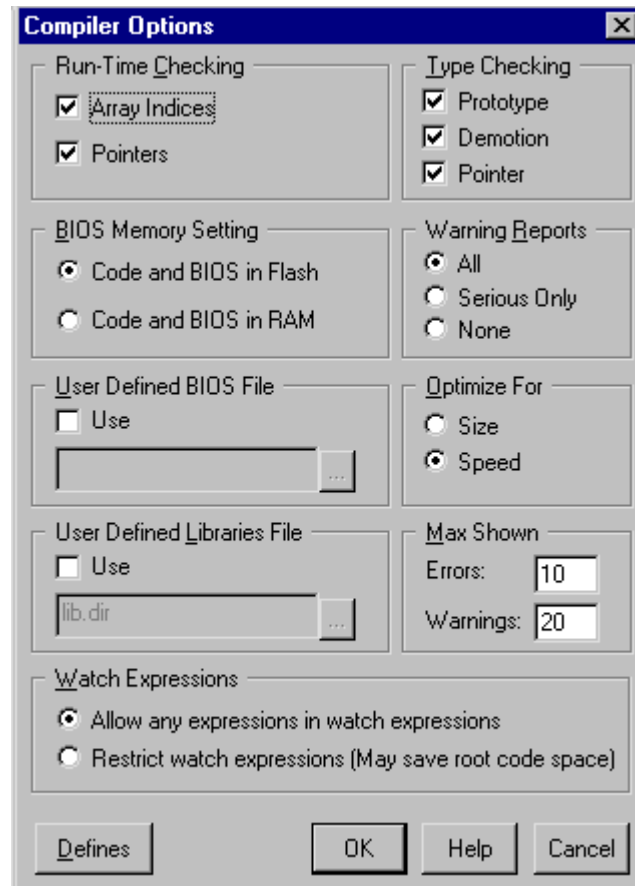 Compiler Options
Run-Time Checking
Array Indices
Pointers
Type Checking
Prototype
Demotion
Pointer
BIOS Memory Setting
Code and BIOS in Flash
Code and BIOS in RAM
Warning Reports
All
Serious Only
None
User Defined BIOS File
Use
...
Optimize For
Size
Speed
User Defined Libraries File
Use
lib.dir
...
Max Shown
Errors: 10
Warnings: 20
Watch Expressions
Allow any expressions in watch expressions
Restrict watch expressions (May save root code space)
Defines OK Help Cancel